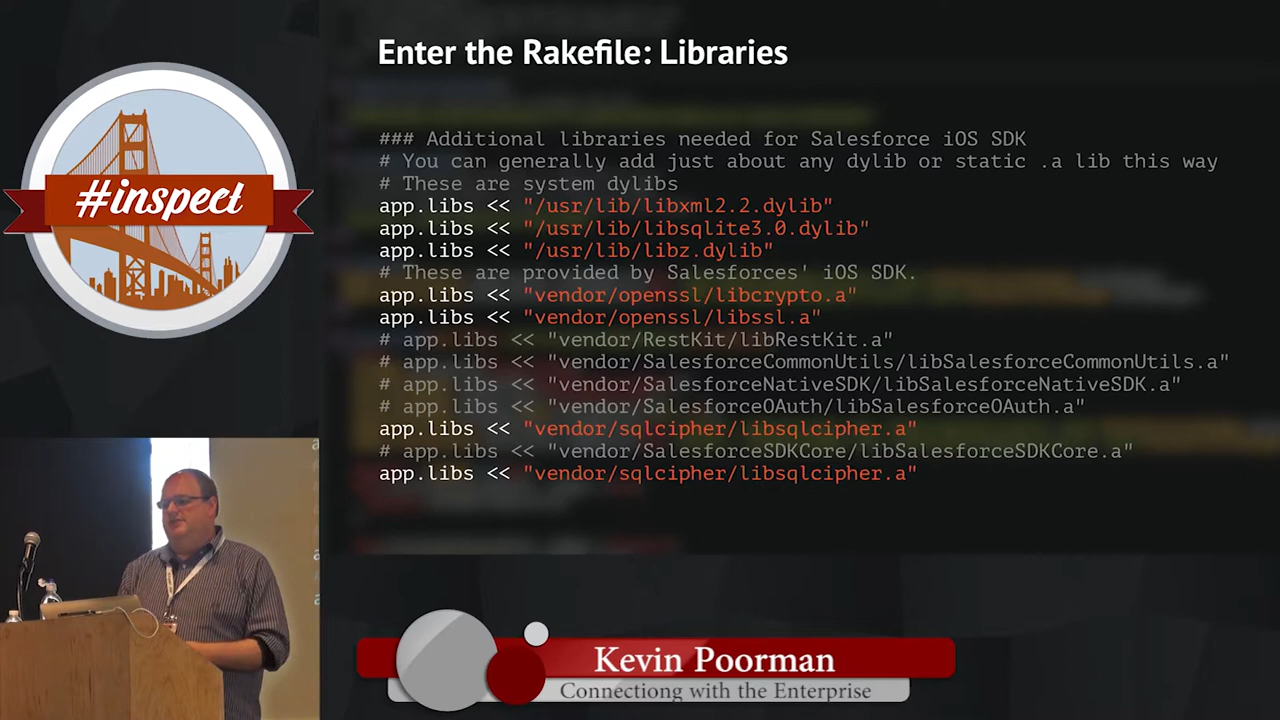 Enter the Rakefile: Libraries
#inspect
### Additional libraries needed for Salesforce iOS SDK
# You can generally add just about any dylib or static .a lib this way
# These are system dylibs
app.libs << "/usr/lib/libxml2.2.dylib"
app.libs << "/usr/lib/libsqlite3.0.dylib"
app.libs << "/usr/lib/libz.dylib"
# These are provided by Salesforces' iOS SDK.
app.libs << "vendor/openssl/libcrypto.a"
app.libs << "vendor/openssl/libssl.a"
# app.libs << "vendor/RestKit/libRestKit.a"
# app.libs << "vendor/SalesforceCommonUtils/libSalesforceCommonUtils.a"
# app.libs << "vendor/SalesforceNativeSDK/libSalesforceNativeSDK.a"
# app.libs << "vendor/SalesforceOAuth/libSalesforceOAuth.a"
app.libs << "vendor/sqlcipher/libsqlcipher.a"
# app.libs << "vendor/SalesforceSDKCore/libSalesforceSDKCore.a"
app.libs << "vendor/sqlcipher/libsqlcipher.a"
Kevin Poorman
Connectiong with the Enterprise